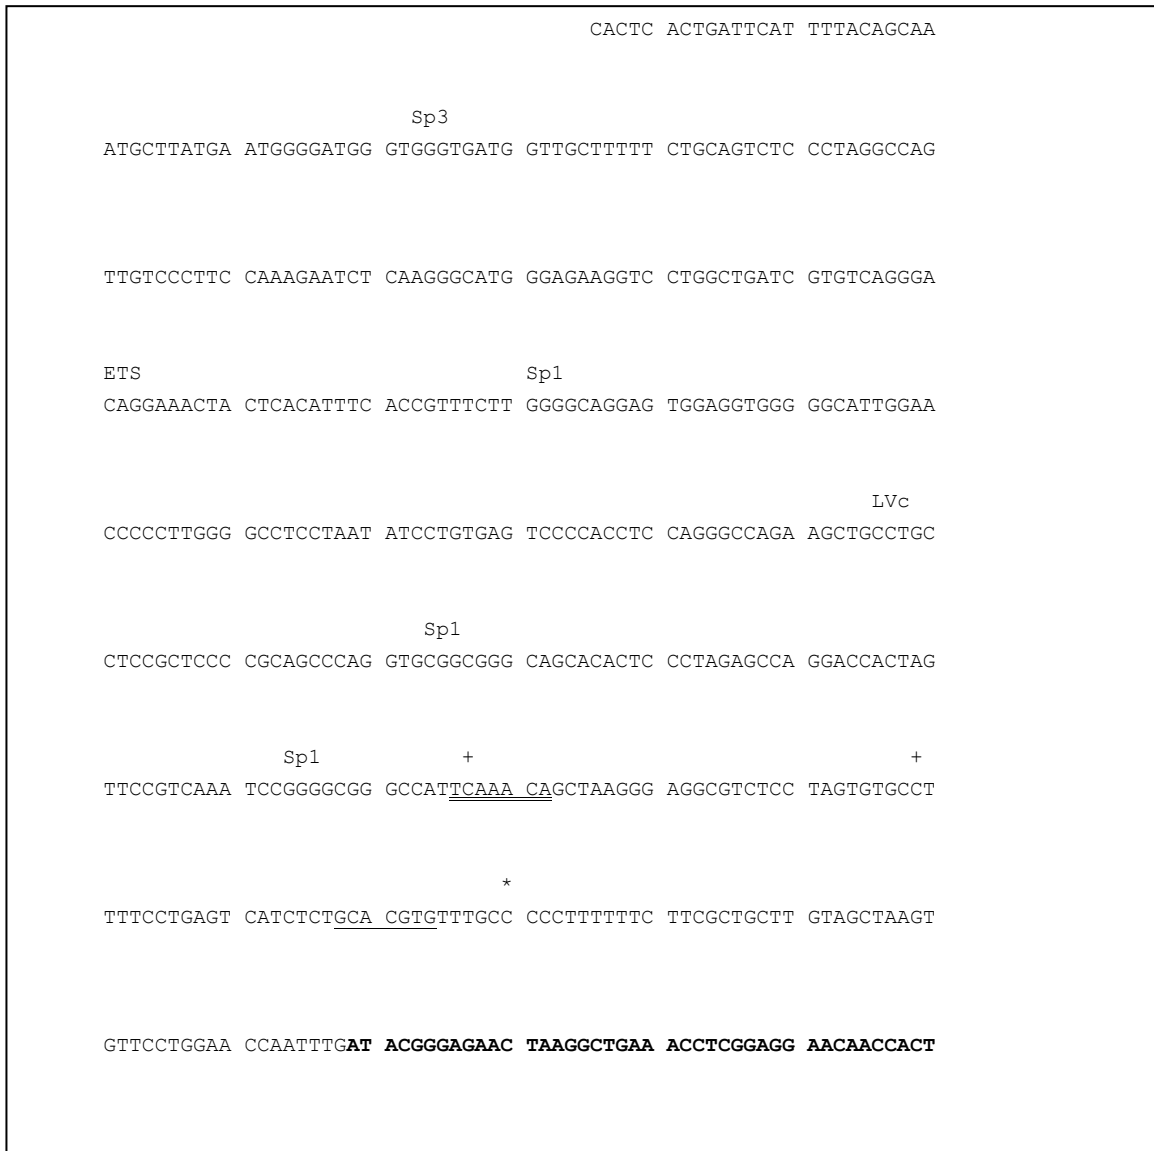 CACTC ACTGATTCAT TTTACAGCAA
Sp3
ATGCTTATGA ATGGGGATGG GTGGGTGATG GTTGCTTTTT CTGCAGTCTC CCTAGGCCAG
TTGTCCCTTC CAAAGAATCT CAAGGGCATG GGAGAAGGTC CTGGCTGATC GTGTCAGGGA
ETS Sp1
CAGGAAACTA CTCACATTTC ACCGTTTCTT GGGGCAGGAG TGGAGGTGGG GGCATTGGAA
LVc
CCCCCTTGGG GCCTCCTAAT ATCCTGTGAG TCCCCACCTC CAGGGCCAGA AGCTGCCTGC
Sp1
CTCCGCTCCC CGCAGCCCAG GTGCGGCGGG CAGCACACTC CCTAGAGCCA GGACCACTAG
Sp1 + +
TTCCGTCAAA TCCGGGGCGG GCCATTCAAA CAGCTAAGGG AGGCGTCTCC TAGTGTGCCT
*
TTTCCTGAGT CATCTCTGCA CGTGTTTGCC CCCTTTTTTC TTCGCTGCTT GTAGCTAAGT
GTTCCTGGAA CCAATTTGAT ACGGGAGAAC TAAGGCTGAA ACCTCGGAGG AACAACCACT